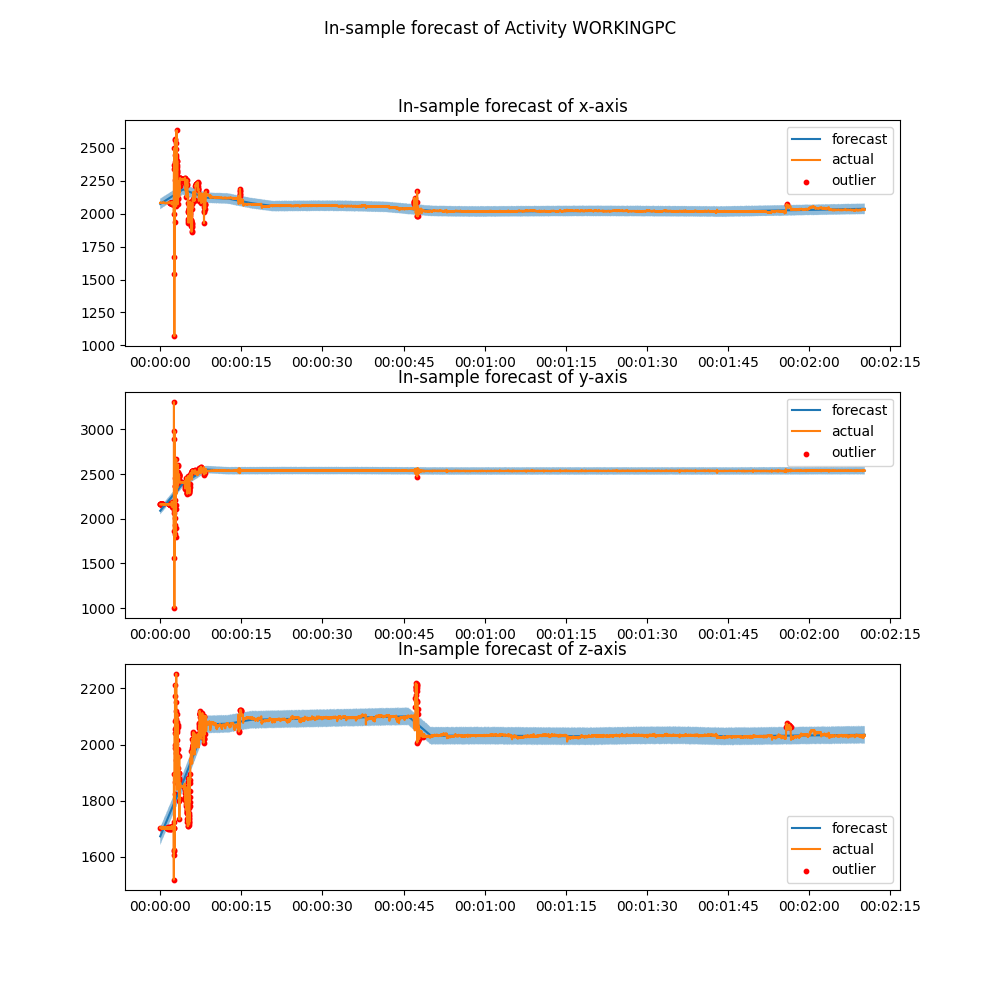 In-sample forecast of Activity WORKINGPC
In-sample forecast of x-axis
2500
2250
2000
1750
1500
1250
1000
forecast
actual
outlier
00:00:00 00:00:15 00:00:30 00:00:45 00:01:00 00:01:15 00:01:30 00:01:45 00:02:00 00:02:15
In-sample forecast of y-axis
3000
2500
2000
1500
1000
forecast
actual
outlier
00:00:00 00:00:15 00:00:30 00:00:45 00:01:00 00:01:15 00:01:30 00:01:45 00:02:00 00:02:15
In-sample forecast of z-axis
2200
2000
1800
1600
forecast
actual
outlier
00:00:00 00:00:15 00:00:30 00:00:45 00:01:00 00:01:15 00:01:30 00:01:45 00:02:00 00:02:15